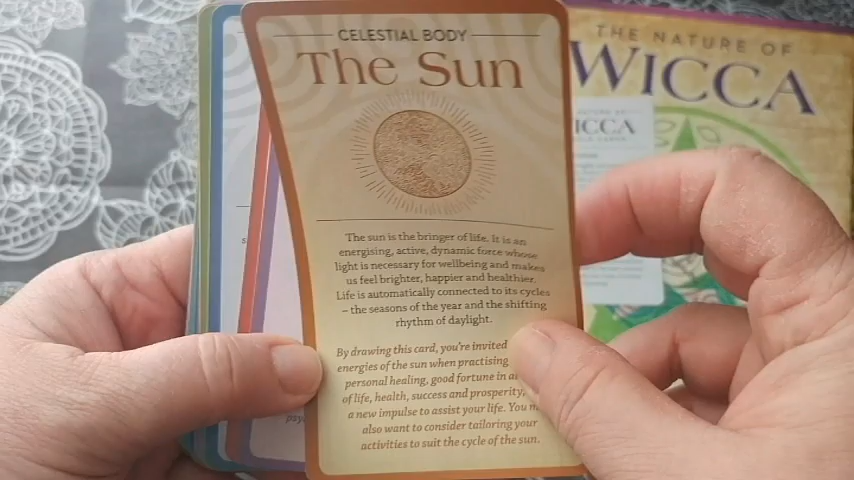 CELESTIAL BODY
The Sun
The sun is the bringer of life. It is an
energising, active, dynamic force whose
light is necessary for wellbeing and makes
us feel brighter, happier and healthier.
Life is automatically connected to its cycles
– the seasons of the year and the shifting
rhythm of daylight.
By drawing this card, you're invited
energies of the sun when practising
personal healing, good fortune in
of life, health, success and prosperity,
a new impulse to assist your life. You
also want to consider tailoring your
activities to suit the cycle of the sun.
THE NATURE OF
WICCA
ICCA